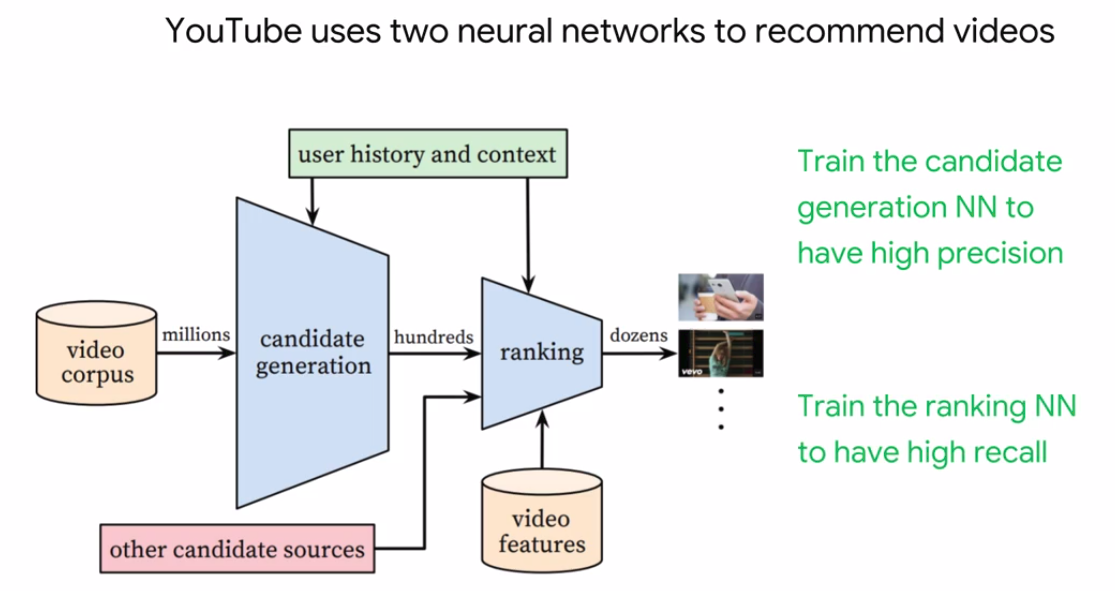 YouTube uses two neural networks to recommend videos
user history and context
Train the candidate
generation NN to
have high precision
video
corpus
millions
candidate
generation
hundreds
ranking
dozens
vevo
Train the ranking NN
to have high recall
other candidate sources
video
features